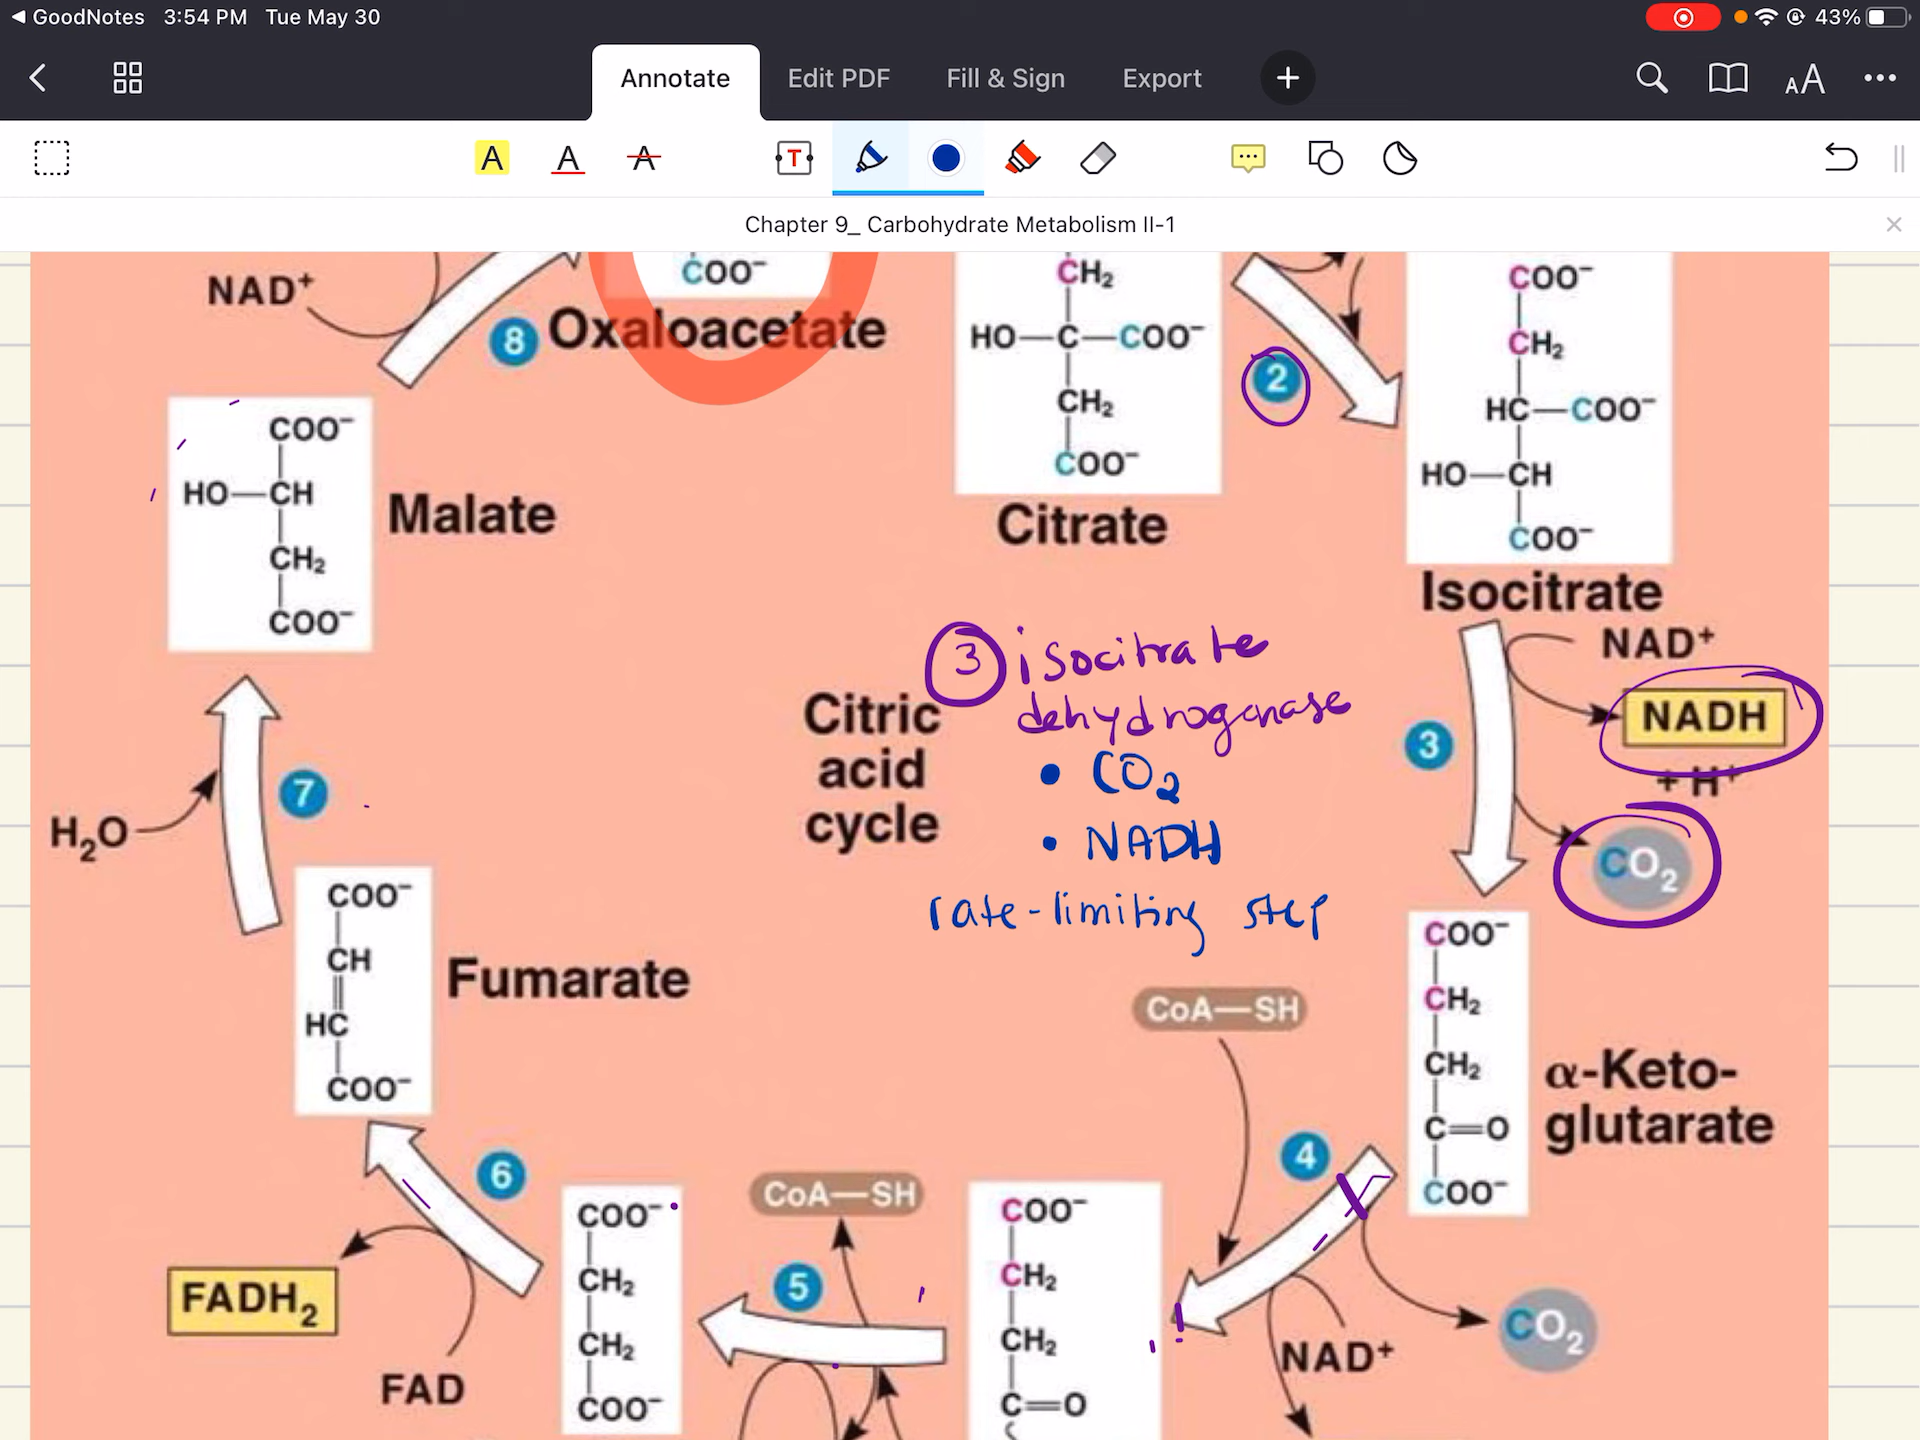 GoodNotes 3:54 PM Tue May 30
43%
Annotate Edit PDF Fill & Sign Export
AA
A A A T
Chapter 9_ Carbohydrate Metabolism II-1
NAD⁺
COO⁻
8 Oxaloacetate
COO⁻
HO—CH
CH₂
COO⁻
Malate
CH₂
HO—C—COO⁻
CH₂
COO⁻
Citrate
2
COO⁻
CH₂
HC—COO⁻
HO—CH
COO⁻
Isocitrate
3 isocitrate
dehydrogenase
• CO₂
• NADH
rate-limiting step
Citric
acid
cycle
NAD⁺
NADH
+ H⁺
3
CO₂
7
H₂O
COO⁻
CH
HC
COO⁻
Fumarate
CoA—SH
COO⁻
CH₂
CH₂
C=O
COO⁻
α-Keto-
glutarate
4
6
FADH₂
FAD
COO⁻
CH₂
CH₂
COO⁻
CoA—SH
5
COO⁻
CH₂
CH₂
C=O
NAD⁺
CO₂